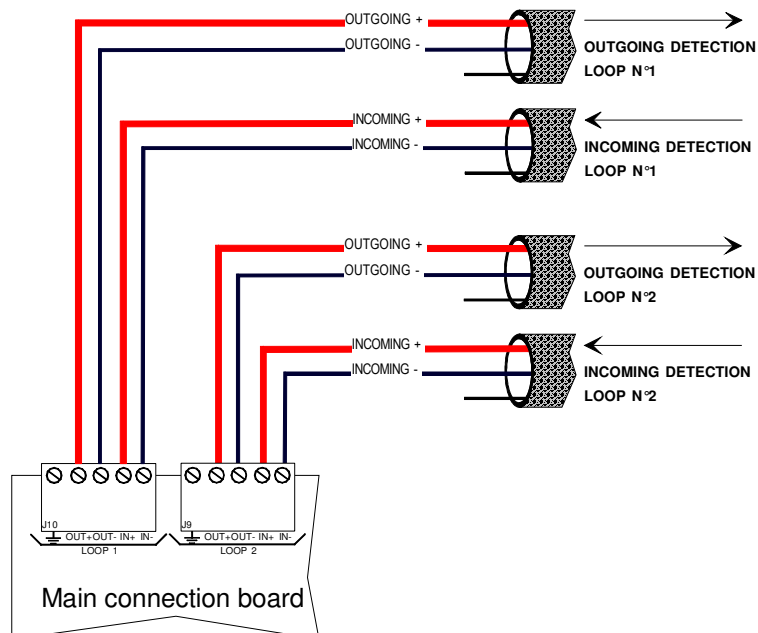 OUTGOING +
OUTGOING -
OUTGOING DETECTION
LOOP N°1
INCOMING +
INCOMING -
INCOMING DETECTION
LOOP N°1
OUTGOING +
OUTGOING -
OUTGOING DETECTION
LOOP N°2
INCOMING +
INCOMING -
INCOMING DETECTION
LOOP N°2
J10
OUT+ OUT- IN+ IN-
LOOP 1
J9
OUT+ OUT- IN+ IN-
LOOP 2
Main connection board